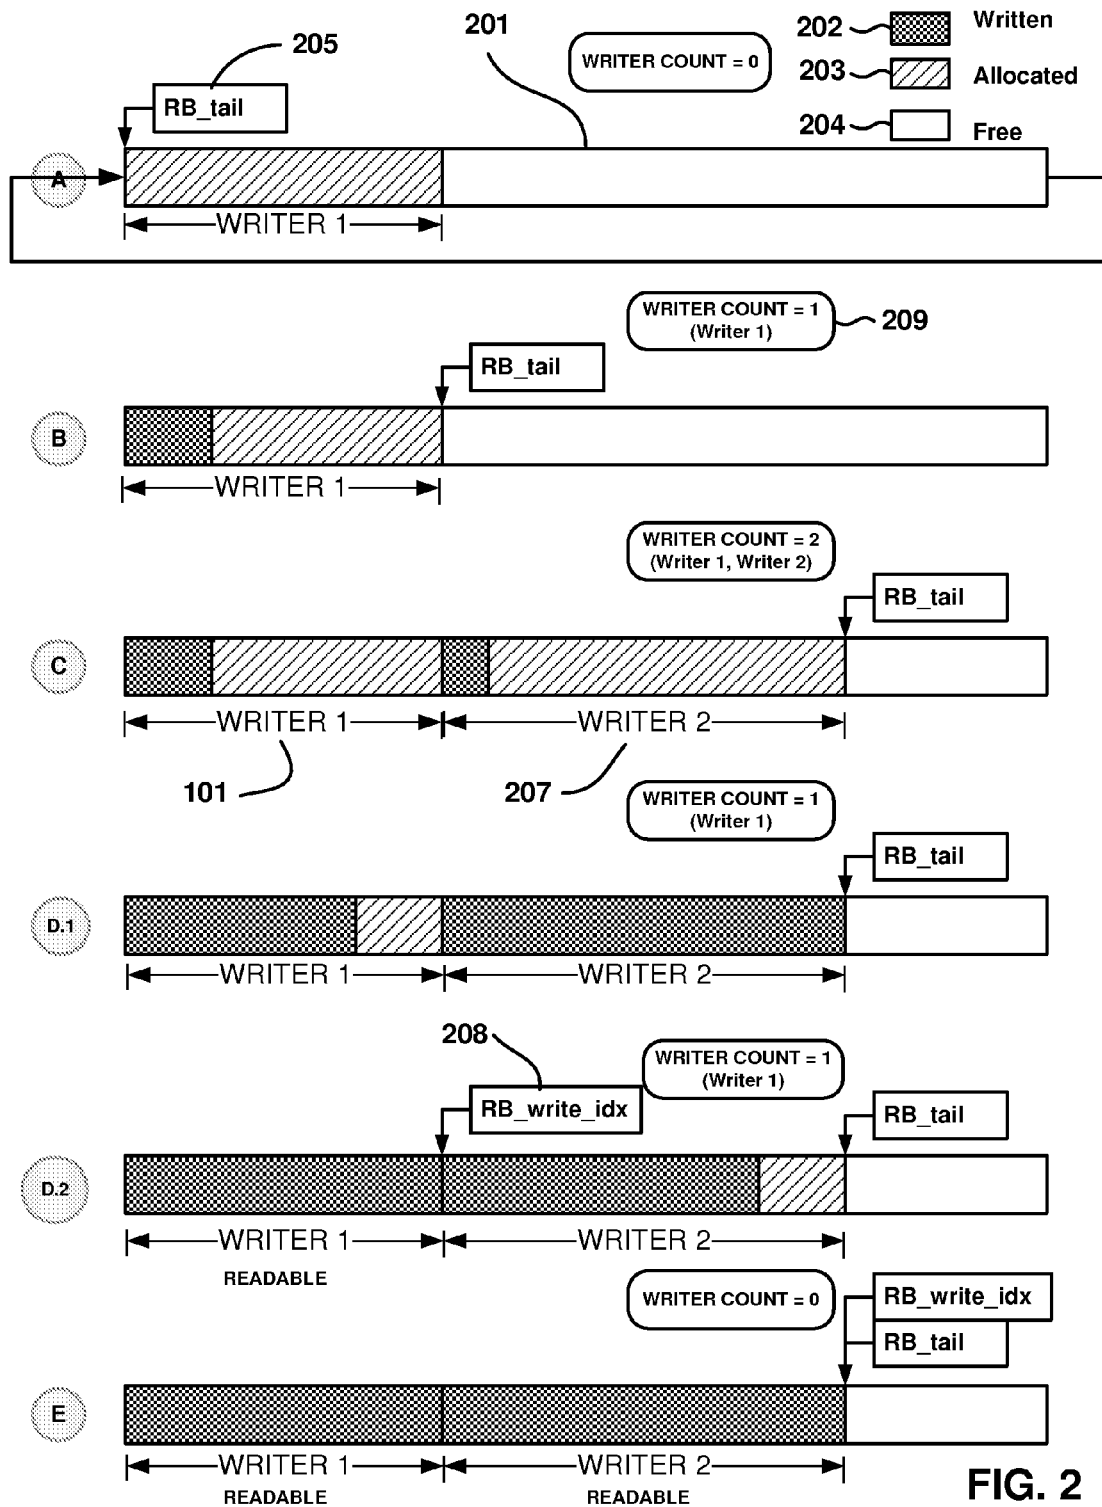 205
201
WRITER COUNT = 0
202
Written
203
Allocated
204
Free
RB_tail
A
WRITER 1
WRITER COUNT = 1
(Writer 1)
209
RB_tail
B
WRITER 1
WRITER COUNT = 2
(Writer 1, Writer 2)
RB_tail
C
WRITER 1
WRITER 2
101
207
WRITER COUNT = 1
(Writer 1)
RB_tail
D.1
WRITER 1
WRITER 2
208
WRITER COUNT = 1
(Writer 1)
RB_write_idx
RB_tail
D.2
WRITER 1
WRITER 2
READABLE
WRITER COUNT = 0
RB_write_idx
RB_tail
E
WRITER 1
WRITER 2
READABLE
READABLE
FIG. 2